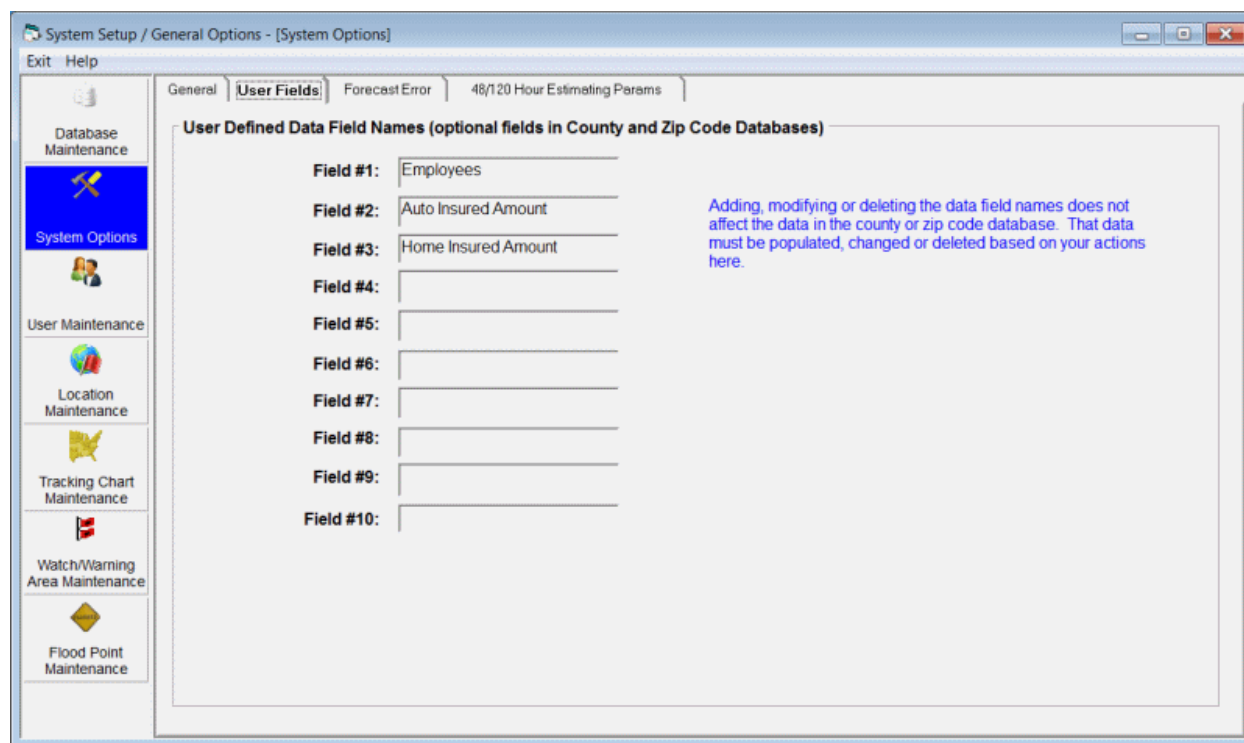 System Setup / General Options - [System Options]
Exit Help
Database
Maintenance
System Options
User Maintenance
Location
Maintenance
Tracking Chart
Maintenance
Watch/Warning
Area Maintenance
Flood Point
Maintenance
General User Fields Forecast Error 48/120 Hour Estimating Params
User Defined Data Field Names (optional fields in County and Zip Code Databases)
Field #1: Employees
Field #2: Auto Insured Amount
Field #3: Home Insured Amount
Field #4:
Field #5:
Field #6:
Field #7:
Field #8:
Field #9:
Field #10:
Adding, modifying or deleting the data field names does not
affect the data in the county or zip code database. That data
must be populated, changed or deleted based on your actions
here.